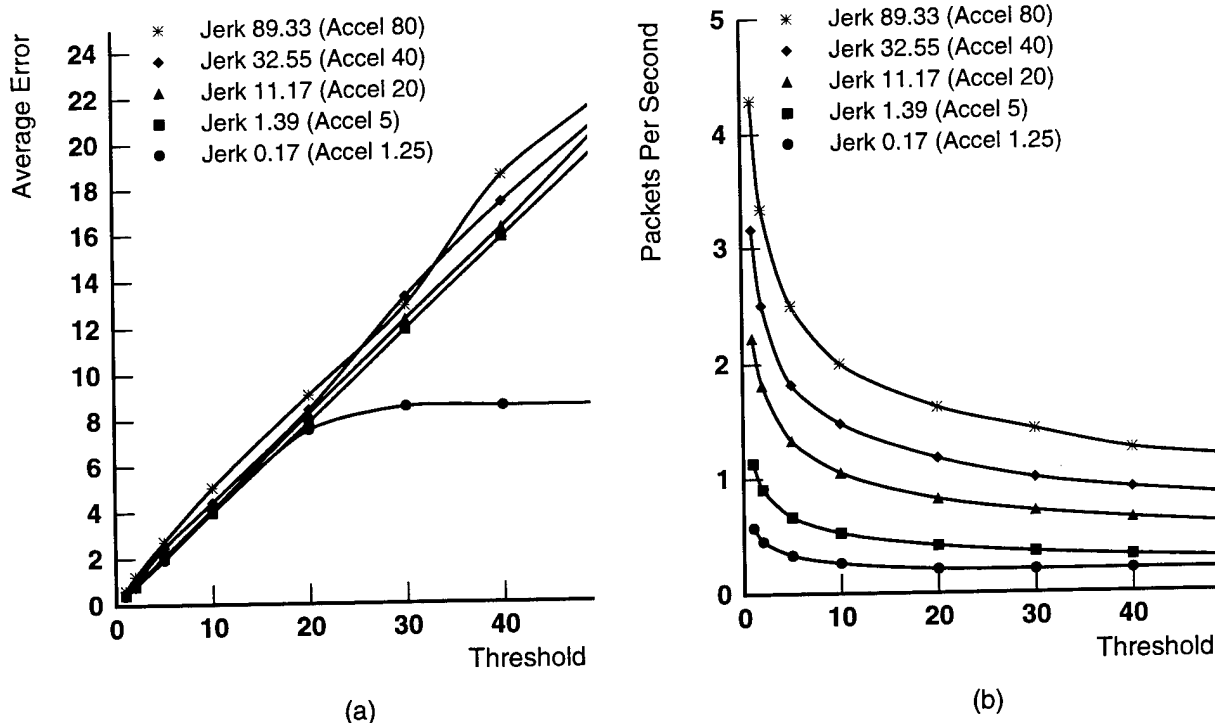 Average Error
24
22
20
18
16
14
12
10
8
6
4
2
0
Jerk 89.33 (Accel 80)
Jerk 32.55 (Accel 40)
Jerk 11.17 (Accel 20)
Jerk 1.39 (Accel 5)
Jerk 0.17 (Accel 1.25)
0 10 20 30 40
Threshold
(a)
Packets Per Second
5
4
3
2
1
0
Jerk 89.33 (Accel 80)
Jerk 32.55 (Accel 40)
Jerk 11.17 (Accel 20)
Jerk 1.39 (Accel 5)
Jerk 0.17 (Accel 1.25)
0 10 20 30 40
Threshold
(b)